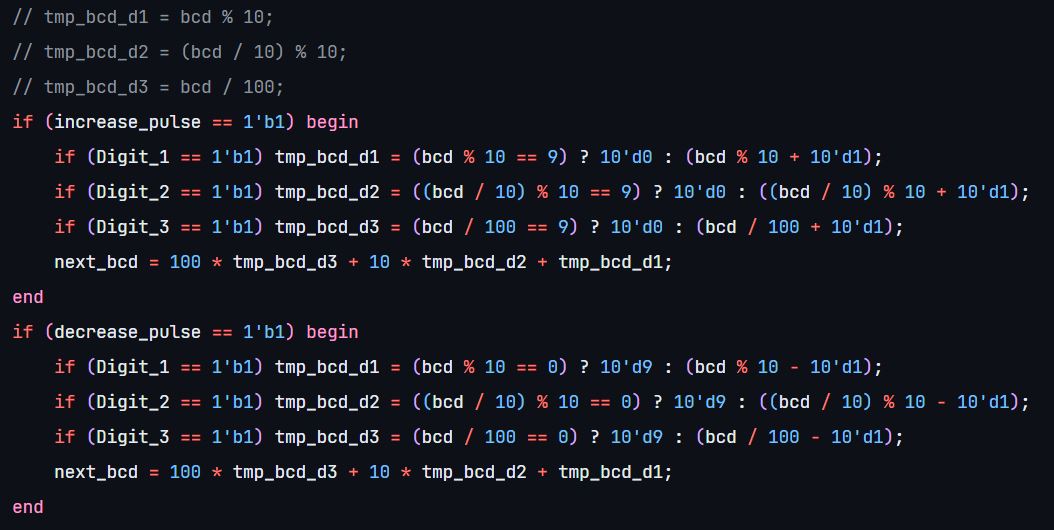 // tmp_bcd_d1 = bcd % 10;
// tmp_bcd_d2 = (bcd / 10) % 10;
// tmp_bcd_d3 = bcd / 100;
if (increase_pulse == 1'b1) begin
    if (Digit_1 == 1'b1) tmp_bcd_d1 = (bcd % 10 == 9) ? 10'd0 : (bcd % 10 + 10'd1);
    if (Digit_2 == 1'b1) tmp_bcd_d2 = ((bcd / 10) % 10 == 9) ? 10'd0 : ((bcd / 10) % 10 + 10'd1);
    if (Digit_3 == 1'b1) tmp_bcd_d3 = (bcd / 100 == 9) ? 10'd0 : (bcd / 100 + 10'd1);
    next_bcd = 100 * tmp_bcd_d3 + 10 * tmp_bcd_d2 + tmp_bcd_d1;
end
if (decrease_pulse == 1'b1) begin
    if (Digit_1 == 1'b1) tmp_bcd_d1 = (bcd % 10 == 0) ? 10'd9 : (bcd % 10 - 10'd1);
    if (Digit_2 == 1'b1) tmp_bcd_d2 = ((bcd / 10) % 10 == 0) ? 10'd9 : ((bcd / 10) % 10 - 10'd1);
    if (Digit_3 == 1'b1) tmp_bcd_d3 = (bcd / 100 == 0) ? 10'd9 : (bcd / 100 - 10'd1);
    next_bcd = 100 * tmp_bcd_d3 + 10 * tmp_bcd_d2 + tmp_bcd_d1;
end